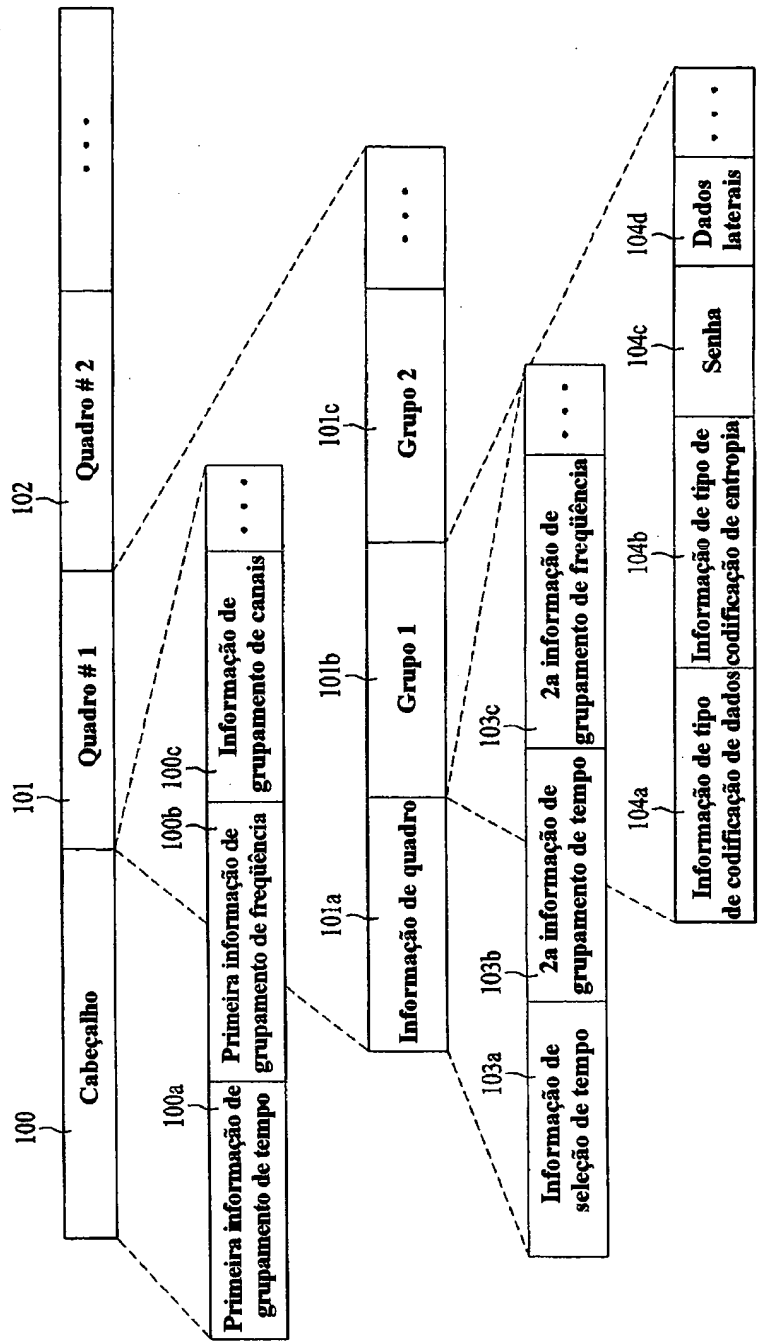 100
101
102
Cabeçalho
Quadro # 1
Quadro # 2
. . .
100a
100b
100c
Primeira informação de
grupamento de tempo
Primeira informação de
grupamento de freqüência
Informação de
grupamento de canais
. . .
101a
101b
101c
Informação de quadro
Grupo 1
Grupo 2
. . .
103a
103b
103c
Informação de
seleção de tempo
2a informação de
grupamento de tempo
2a informação de
grupamento de freqüência
. . .
104a
104b
104c
104d
Informação de tipo
de codificação de dados
Informação de tipo de
codificação de entropia
Senha
Dados
laterais
. . .